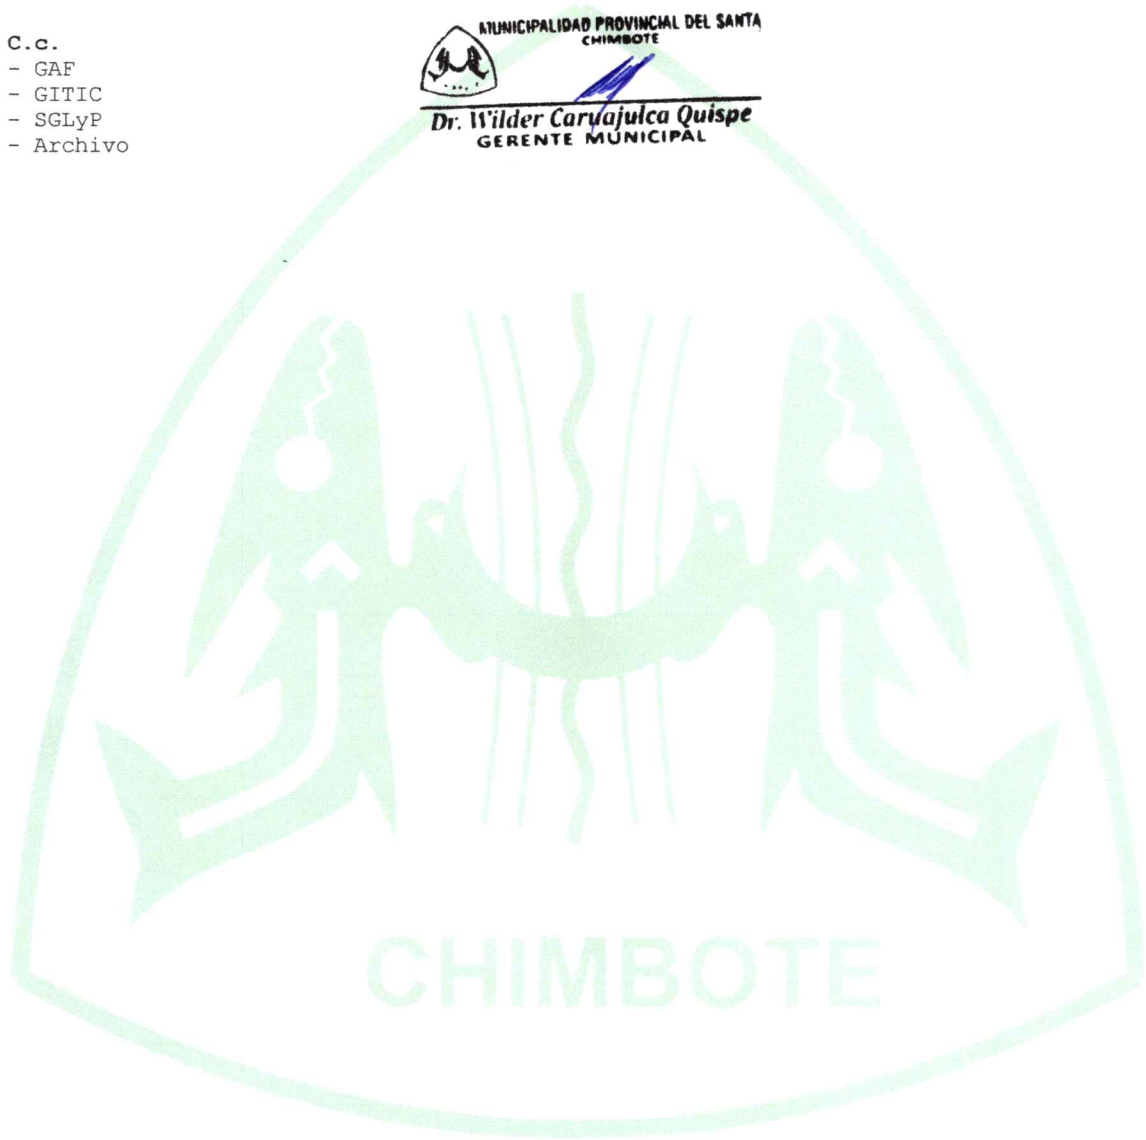 C.c.
- GAF
- GITIC
- SGLyP
- Archivo
MUNICIPALIDAD PROVINCIAL DEL SANTA
CHIMBOTE
Dr. Wilder Caruajulca Quispe
GERENTE MUNICIPAL
CHIMBOTE